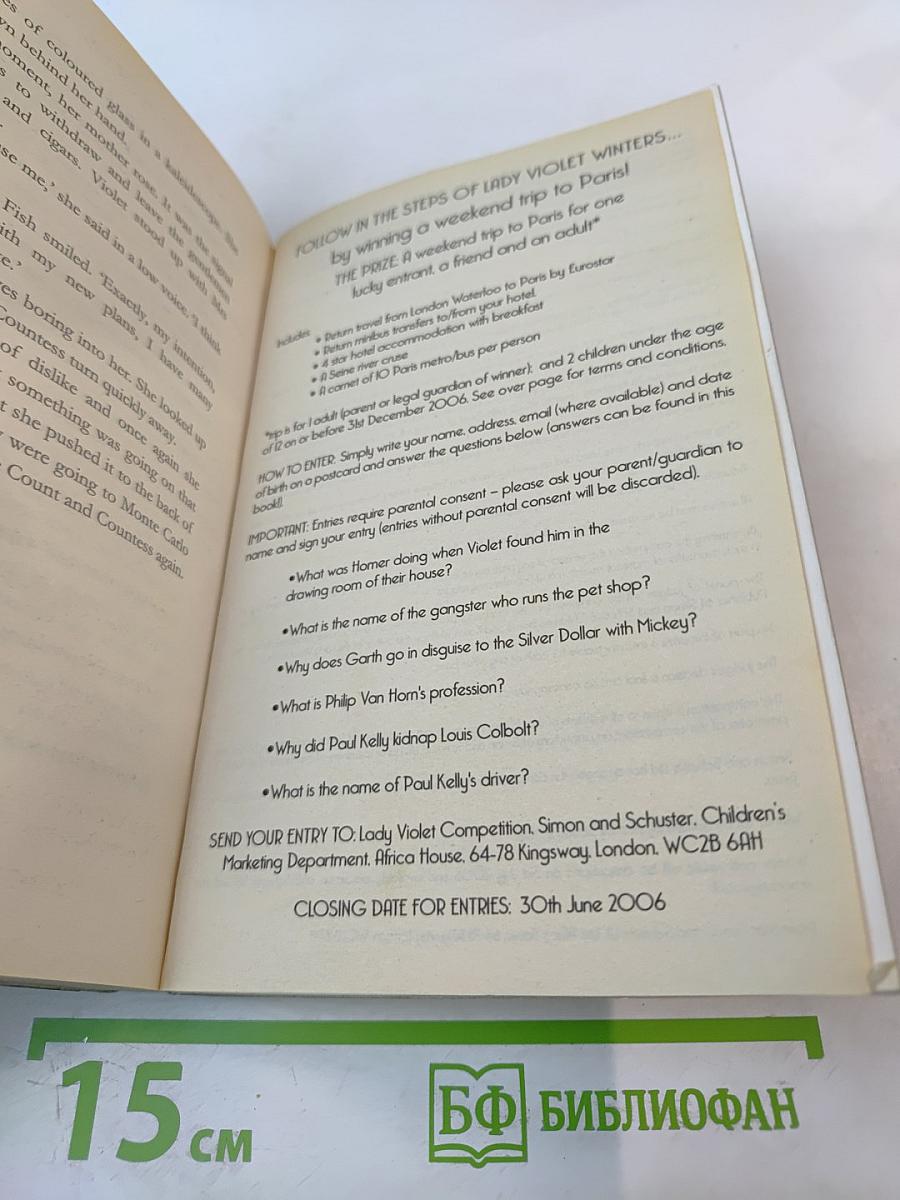 es of coloured glass in a kaleidoscope. She
vn behind her hand.
moment, her mother rose. It was the signal
s to withdraw and leave the gentlemen
and cigars. Violet stood up with Mrs
se me,' she said in a low voice, 'I think
Fish smiled. 'Exactly, my intention,
ith my new plans, I have many
re.'
es boring into her. She looked up
Countess turn quickly away.
of dislike and once again she
something was going on that
t she pushed it to the back of
were going to Monte Carlo
Count and Countess again.
FOLLOW IN THE STEPS OF LADY VIOLET WINTERS...
by winning a weekend trip to Paris!
THE PRIZE: A weekend trip to Paris for one
lucky entrant, a friend and an adult*
Includes
• Return travel from London Waterloo to Paris by Eurostar
• Return minibus transfers to/from your hotel.
• 4 star hotel accommodation with breakfast
• A Seine river cruse
• A carnet of 10 Paris metro/bus per person
*trip is for 1 adult (parent or legal guardian of winner); and 2 children under the age
of 12 on or before 31st December 2006. See over page for terms and conditions.
HOW TO ENTER: Simply write your name, address, email (where available) and date
of birth on a postcard and answer the questions below (answers can be found in this
book!).
IMPORTANT: Entries require parental consent – please ask your parent/guardian to
name and sign your entry (entries without parental consent will be discarded).
•What was Homer doing when Violet found him in the
drawing room of their house?
•What is the name of the gangster who runs the pet shop?
•Why does Garth go in disguise to the Silver Dollar with Mickey?
•What is Philip Van Horn's profession?
•Why did Paul Kelly kidnap Louis Colbolt?
•What is the name of Paul Kelly's driver?
SEND YOUR ENTRY TO: Lady Violet Competition, Simon and Schuster, Children's
Marketing Department, Africa House, 64-78 Kingsway, London, WC2B 6AH
CLOSING DATE FOR ENTRIES: 30th June 2006
15 см
БФ БИБЛИОФАН